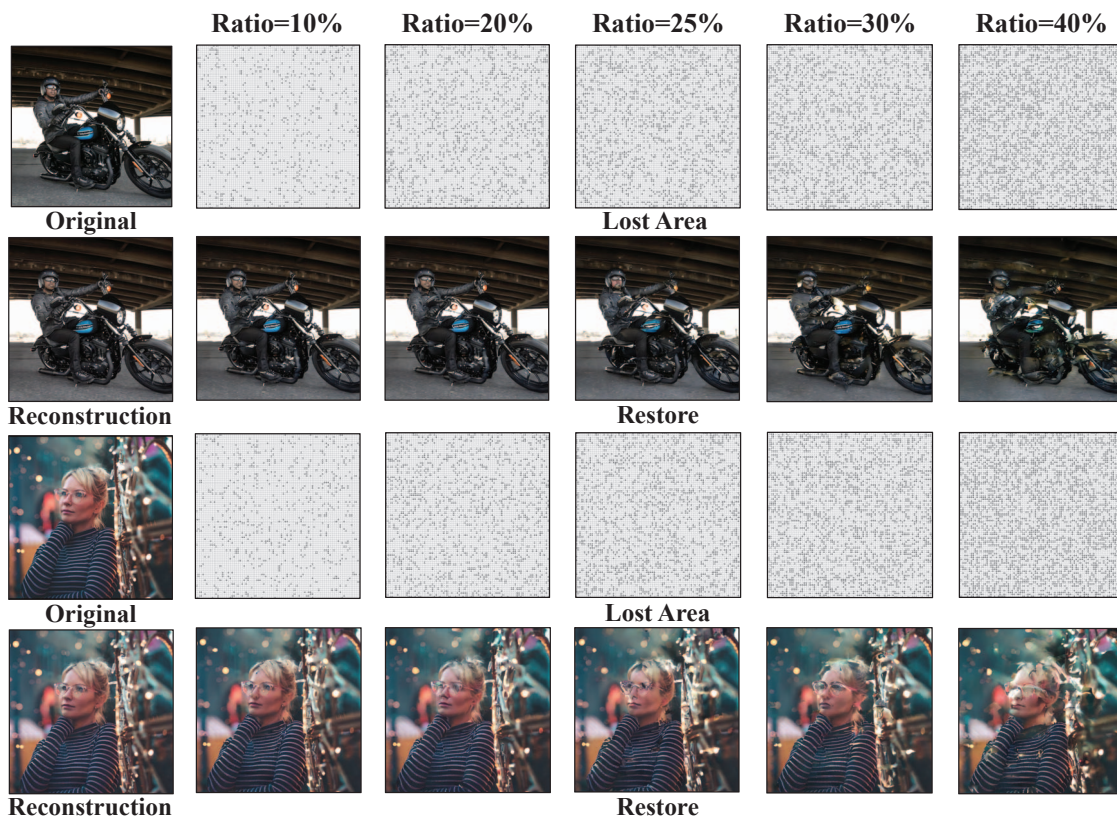 Ratio=10% Ratio=20% Ratio=25% Ratio=30% Ratio=40%
Original Lost Area
Reconstruction Restore
Original Lost Area
Reconstruction Restore